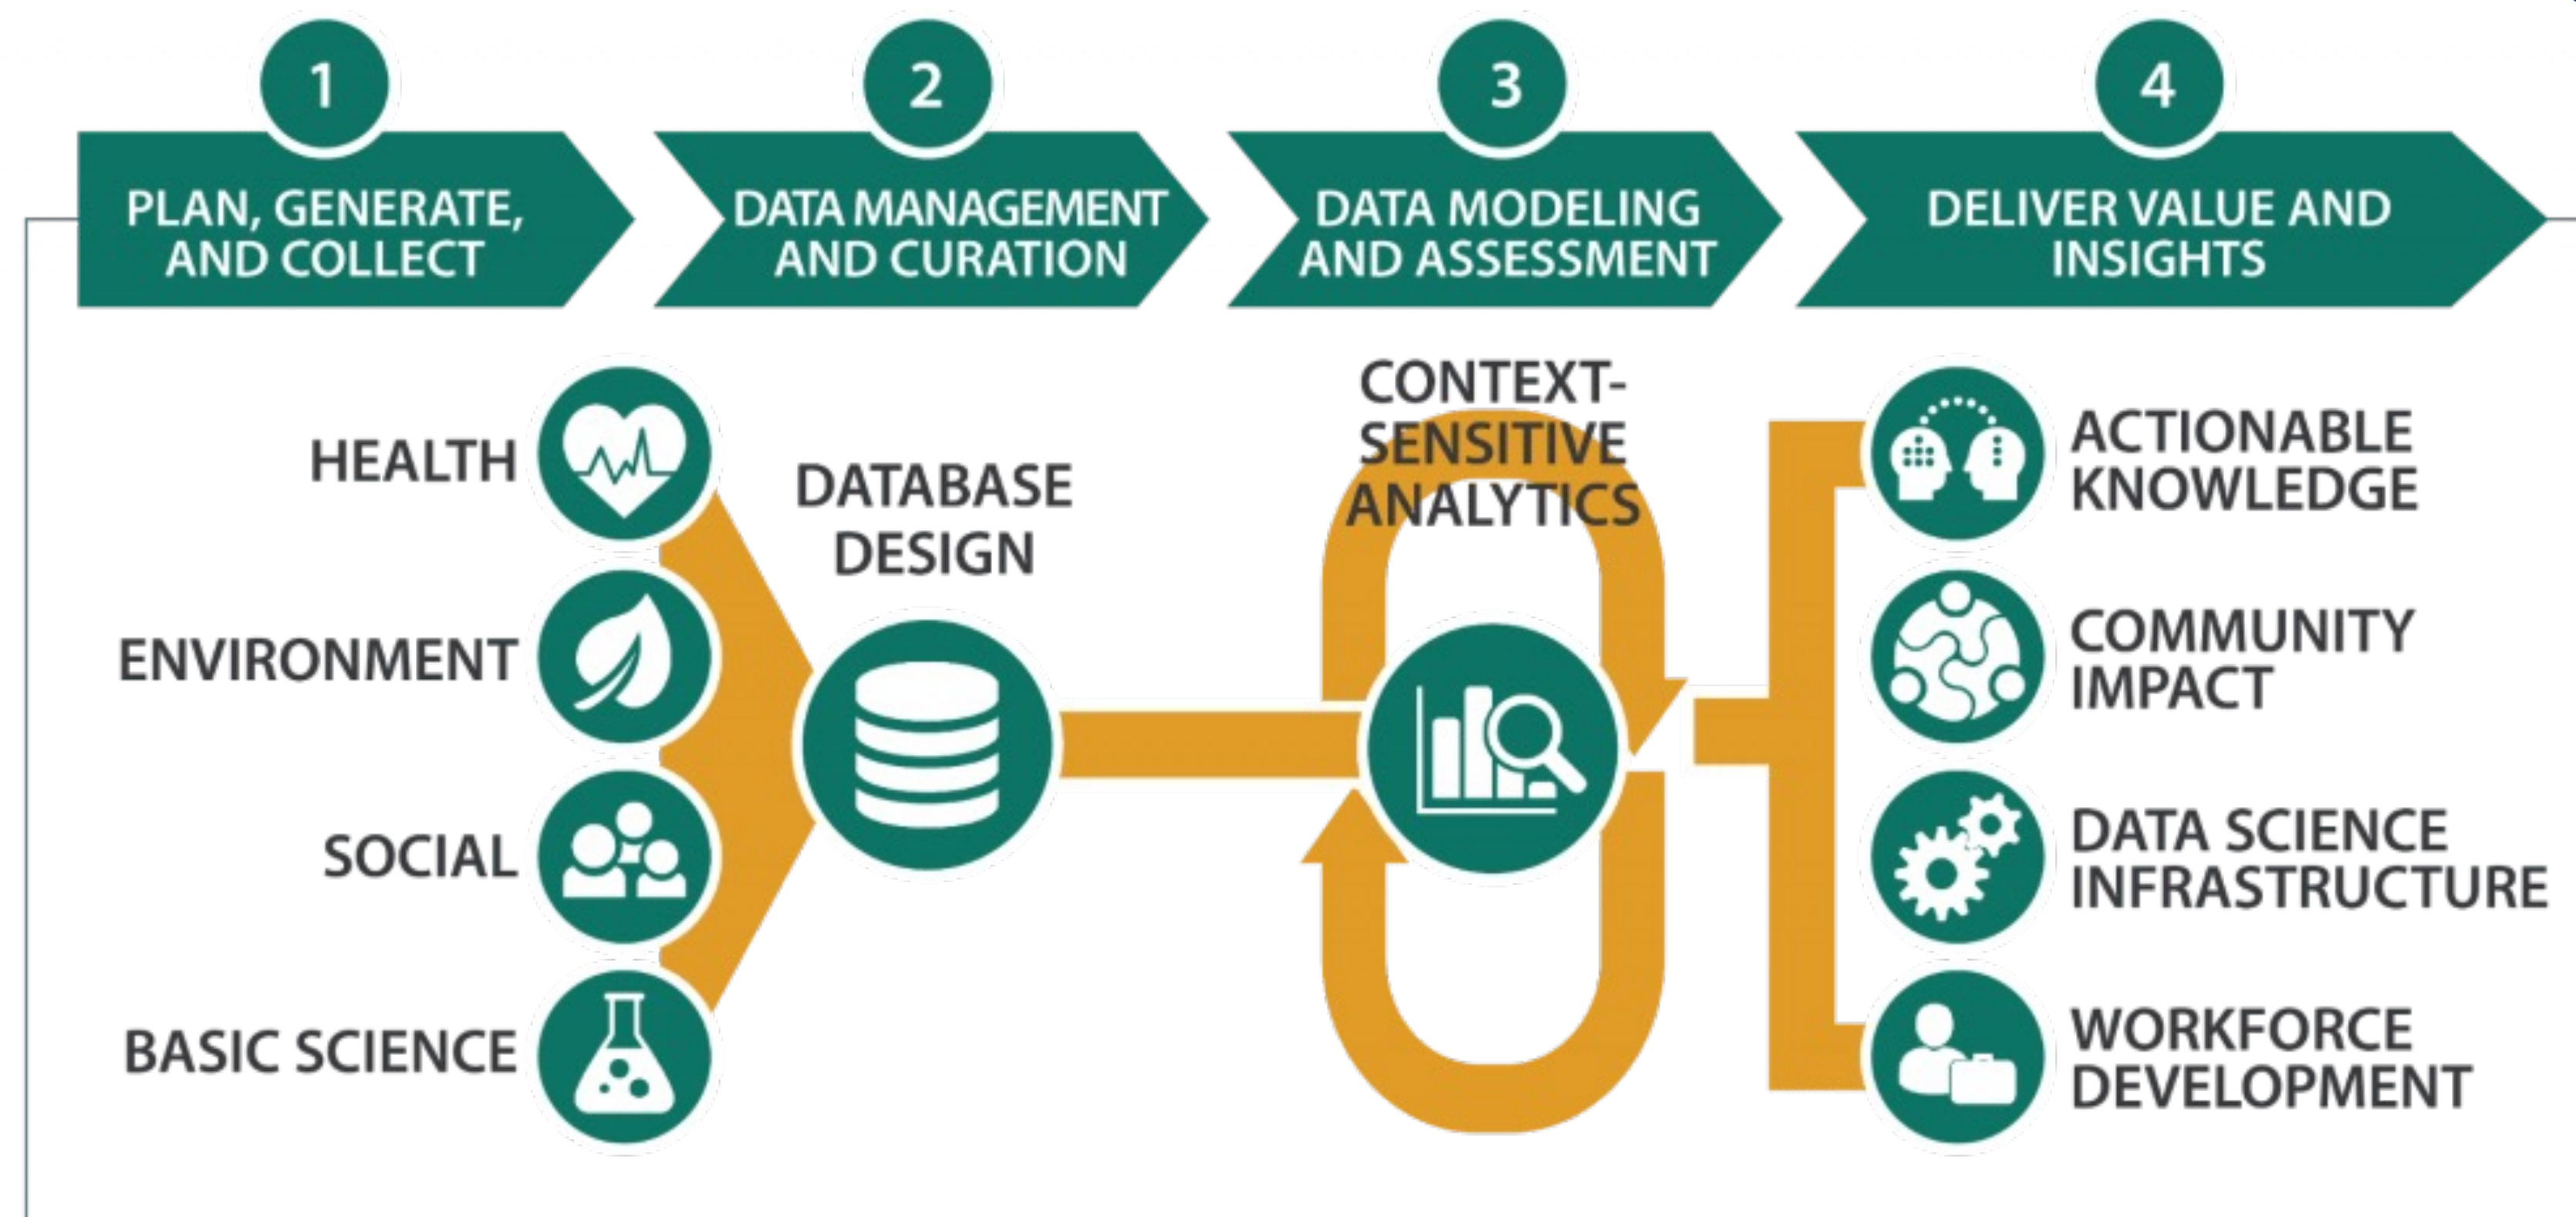 1
PLAN, GENERATE,
AND COLLECT
2
DATA MANAGEMENT
AND CURATION
3
DATA MODELING
AND ASSESSMENT
4
DELIVER VALUE AND
INSIGHTS
HEALTH
ENVIRONMENT
SOCIAL
BASIC SCIENCE
DATABASE
DESIGN
CONTEXT-
SENSITIVE
ANALYTICS
ACTIONABLE
KNOWLEDGE
COMMUNITY
IMPACT
DATA SCIENCE
INFRASTRUCTURE
WORKFORCE
DEVELOPMENT